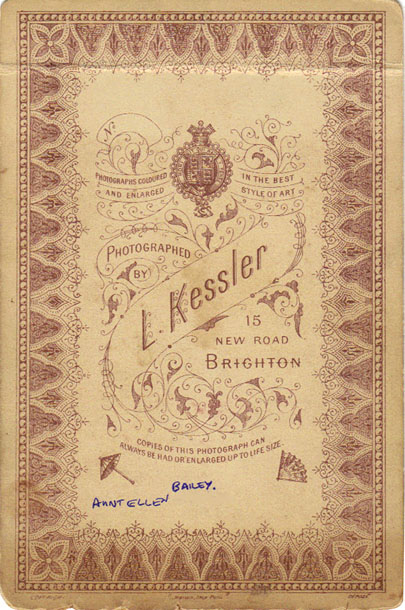 No.
PHOTOGRAPHS COLOURED
AND ENLARGED
IN THE BEST
STYLE OF ART
PHOTOGRAPHED
BY
L. Kessler
15
NEW ROAD
BRIGHTON
COPIES OF THIS PHOTOGRAPH CAN
ALWAYS BE HAD OR ENLARGED UP TO LIFE SIZE.
BAILEY.
AUNT ELLEN